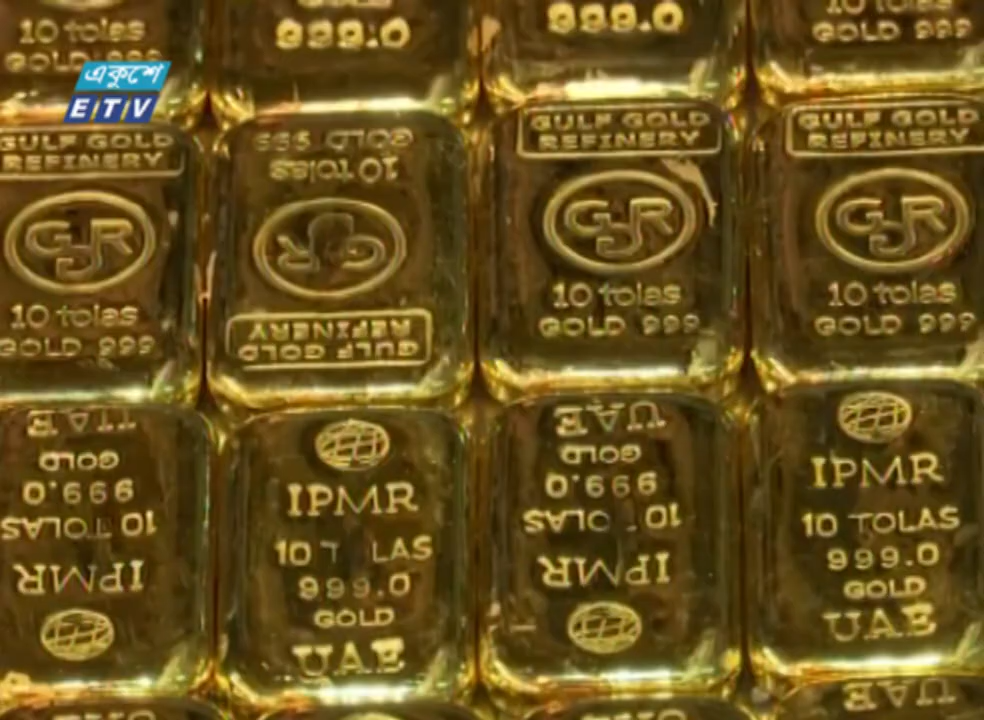 10 tolas
GOLD 999
999.0
999.0
10 tolas
GOLD 999
একুশে
ETV
GULF GOLD
REFINERY
GR
10 tolas
GOLD 999
GULF GOLD
REFINERY
GR
10 tolas
GOLD 999
GULF GOLD
REFINERY
GR
10 tolas
GOLD 999
GULF GOLD
REFINERY
GR
10 tolas
GOLD 999
IPMR
10 TOLAS
999.0
GOLD
UAE
IPMR
10 T LAS
999.0
GOLD
UAE
IPMR
10 TOLAS
999.0
GOLD
UAE
IPMR
10 TOLAS
999.0
GOLD
UAE
UAE